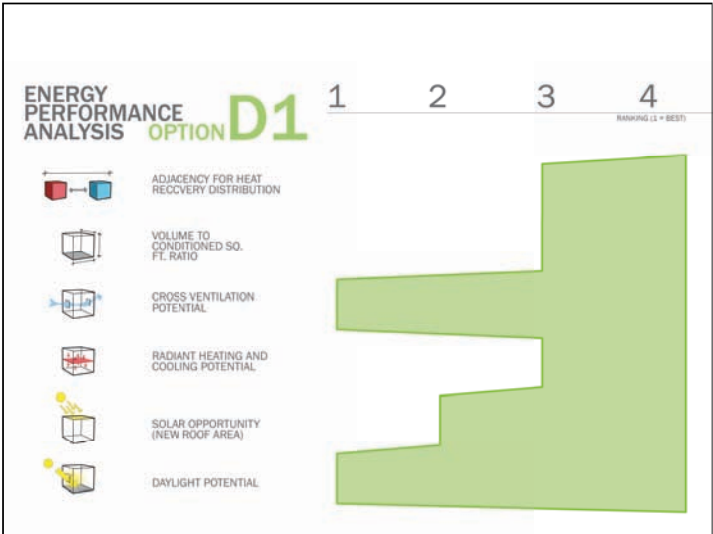 ENERGY
PERFORMANCE
ANALYSIS OPTION D1
1 2 3 4
RANKING (1 = BEST)
ADJACENCY FOR HEAT
RECCVERY DISTRIBUTION
VOLUME TO
CONDITIONED SQ.
FT. RATIO
CROSS VENTILATION
POTENTIAL
RADIANT HEATING AND
COOLING POTENTIAL
SOLAR OPPORTUNITY
(NEW ROOF AREA)
DAYLIGHT POTENTIAL